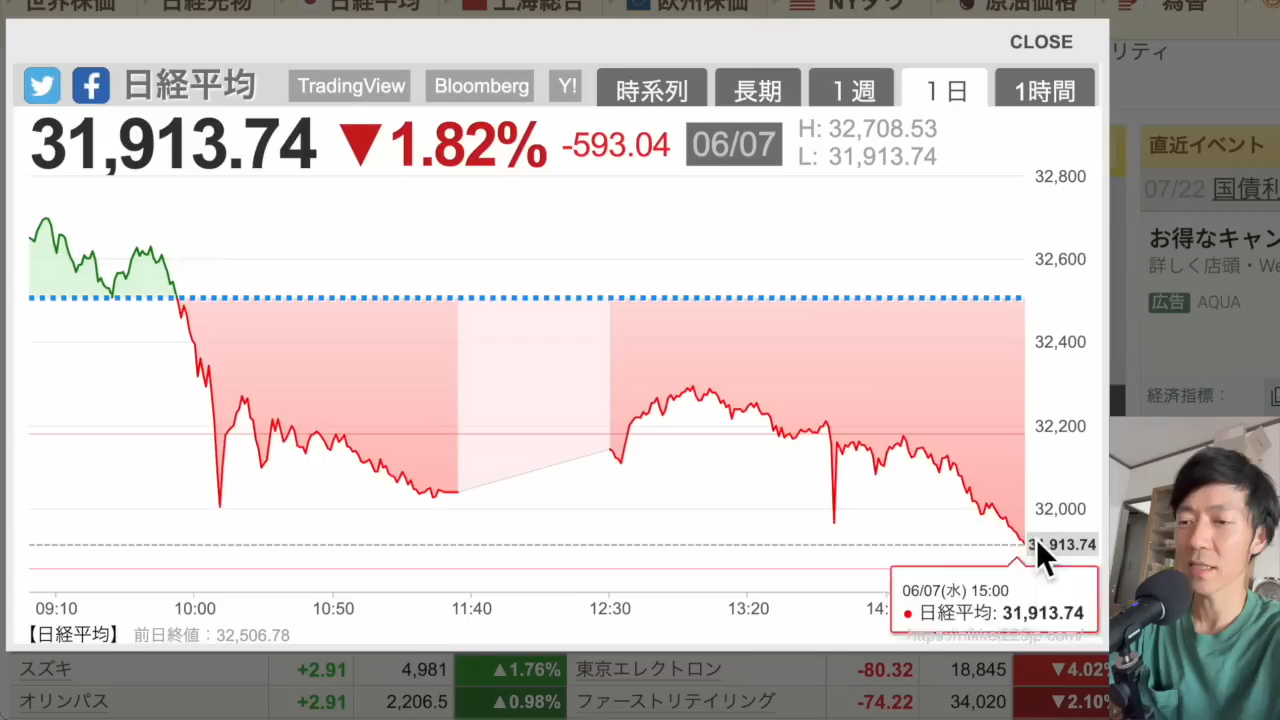 世界株価 日経先物 日経平均 上海総合 欧州株価 NYダウ 原油価格 為替
CLOSE
リティ
日経平均 TradingView Bloomberg Y! 時系列 長期 1週 1日 1時間
31,913.74 ▼1.82% -593.04 06/07
H: 32,708.53
L: 31,913.74
32,800
32,600
32,400
32,200
32,000
31,913.74
06/07(水) 15:00
● 日経平均: 31,913.74
09:10 10:00 10:50 11:40 12:30 13:20 14:
【日経平均】 前日終値：32,506.78
直近イベント
07/22 国債利
お得なキャン
詳しく店頭・We
広告 AQUA
経済指標：
スズキ +2.91 4,981 ▲1.76% 東京エレクトロン -80.32 18,845 ▼4.02%
オリンパス +2.91 2,206.5 ▲0.98% ファーストリテイリング -74.22 34,020 ▼2.10%